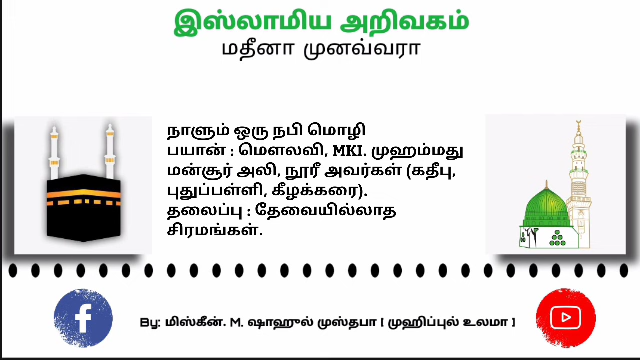 இஸ்லாமிய அறிவகம்
மதீனா முனவ்வரா
நாளும் ஒரு நபி மொழி
பயான் : மௌலவி, MKI. முஹம்மது
மன்சூர் அலி, நூரீ அவர்கள் (கதீபு,
புதுப்பள்ளி, கீழக்கரை).
தலைப்பு : தேவையில்லாத
சிரமங்கள்.
By: மிஸ்கீன். M. ஷாஹுல் முஸ்தபா [ முஹிப்புல் உலமா ]